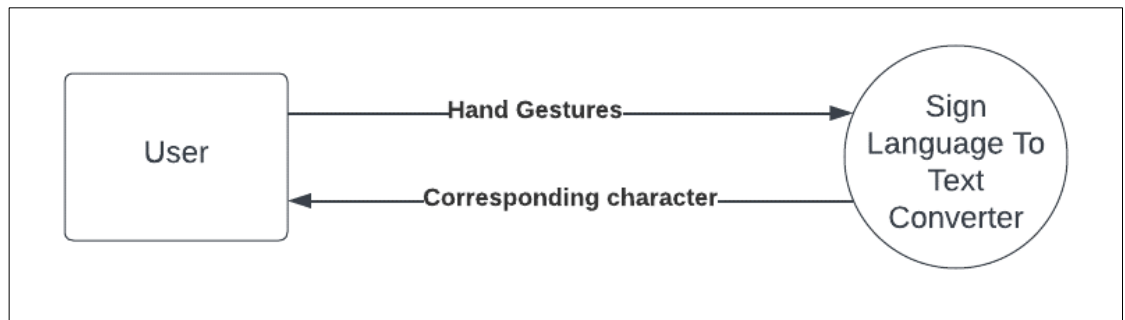 Hand Gestures
User
Corresponding character
Sign
Language To
Text
Converter